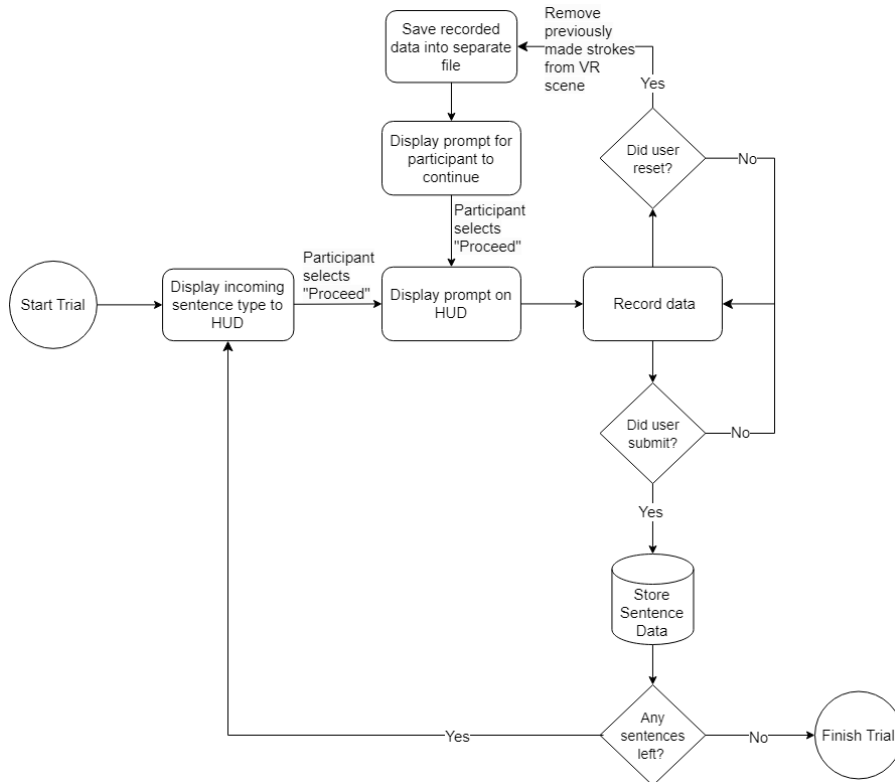 Save recorded
data into separate
file
Remove
previously
made strokes
from VR
scene
Yes
Display prompt for
participant to
continue
Did user
reset?
No
Participant
selects
"Proceed"
Start Trial
Display incoming
sentence type to
HUD
Participant
selects
"Proceed"
Display prompt on
HUD
Record data
Did user
submit?
No
Yes
Store
Sentence
Data
Any
sentences
left?
Yes
No
Finish Trial